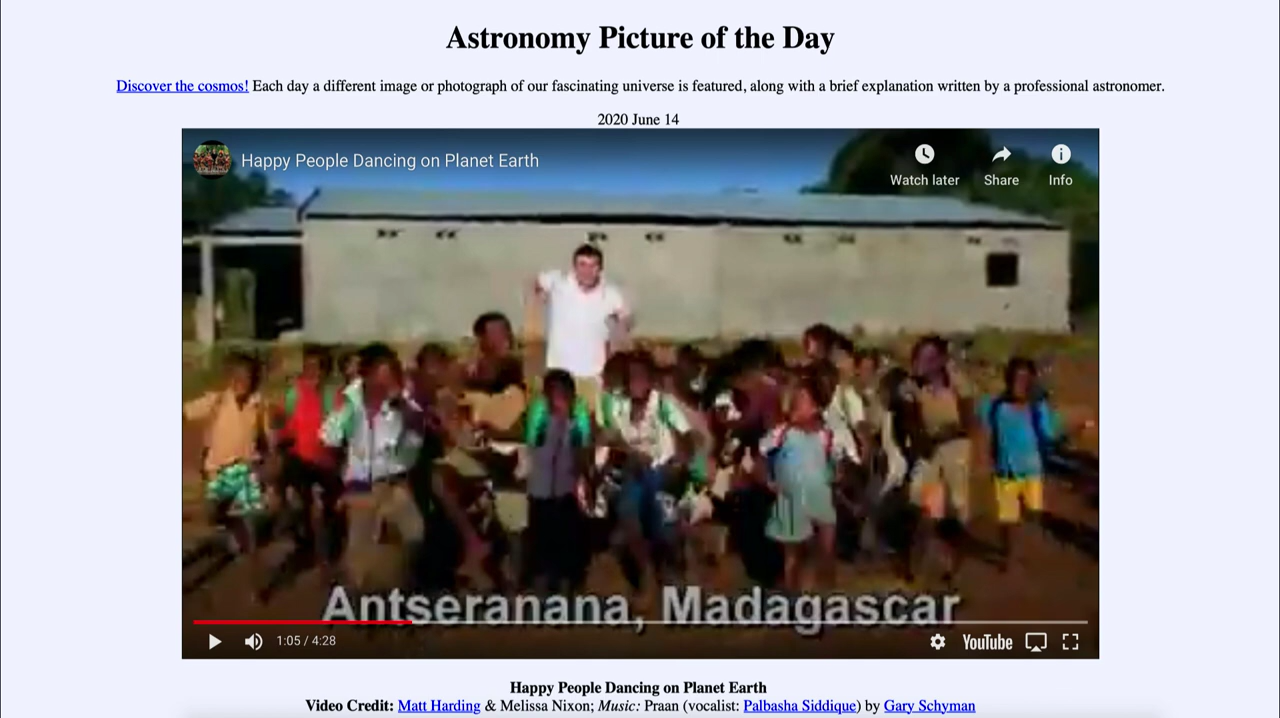 Astronomy Picture of the Day
Discover the cosmos! Each day a different image or photograph of our fascinating universe is featured, along with a brief explanation written by a professional astronomer.
2020 June 14
Happy People Dancing on Planet Earth
Watch later
Share
Info
Antseranana, Madagascar
1:05 / 4:28
YouTube
Happy People Dancing on Planet Earth
Video Credit: Matt Harding & Melissa Nixon; Music: Praan (vocalist: Palbasha Siddique) by Gary Schyman